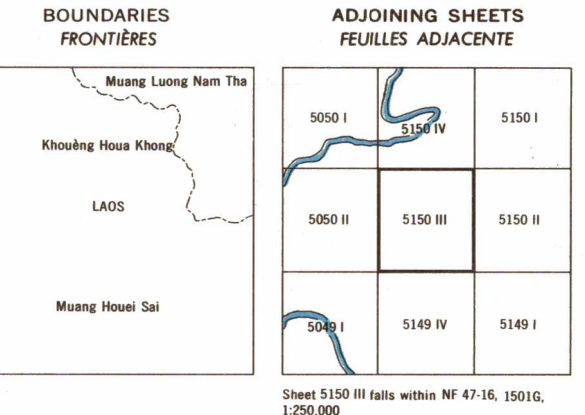 BOUNDARIES
FRONTIÈRES
Muang Luong Nam Tha
Khouèng Houa Khong
LAOS
Muang Houei Sai
ADJOINING SHEETS
FEUILLES ADJACENTE
5050 I
5150 IV
5150 I
5050 II
5150 III
5150 II
5049 I
5149 IV
5149 I
Sheet 5150 III falls within NF 47-16, 1501G,
1:250,000